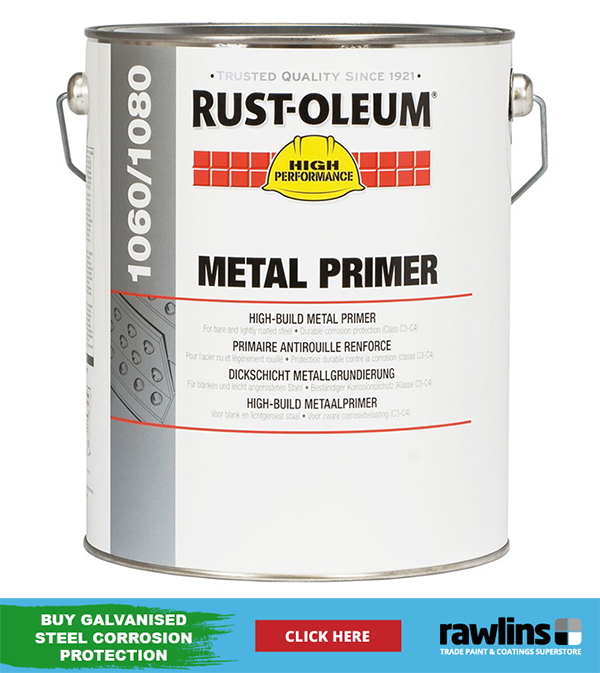 • TRUSTED QUALITY SINCE 1921 •
RUST-OLEUM®
HIGH
PERFORMANCE
1060/1080
METAL PRIMER
HIGH-BUILD METAL PRIMER
For bare and lightly rusted steel • Durable corrosion protection (Class C3-C4)
PRIMAIRE ANTIROUILLE RENFORCE
Pour l'acier nu et légèrement rouillé • Protection durable contre la corrosion (classe C3-C4)
DICKSCHICHT METALLGRUNDIERUNG
Für blanken und leicht angerosteten Stahl • Beständiger Korrosionsschutz (Klasse C3-C4)
HIGH-BUILD METAALPRIMER
Voor blank en lichtgeroest staal • Voor zware corrosiebelasting (C3-C4)
BUY GALVANISED
STEEL CORROSION
PROTECTION
CLICK HERE
rawlins
TRADE PAINT & COATINGS SUPERSTORE